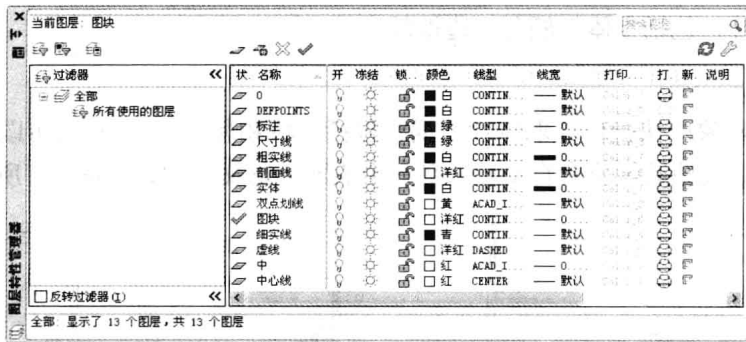 当前图层: 图块
过滤器
全部
所有使用的图层
反转过滤器(I)
状 名称 开 冻结 锁... 颜色 线型 线宽 打印... 打. 新. 说明
0 白 CONTIN... 默认
DEFPOINTS 白 CONTIN... 默认
标注 绿 CONTIN... 0...
尺寸线 绿 CONTIN... 默认
粗实线 白 CONTIN... 0...
剖面线 洋红 CONTIN... 默认
实体 白 CONTIN... 0...
双点划线 黄 ACAD_I... 默认
图块 洋红 CONTIN... 0...
细实线 青 CONTIN... 默认
虚线 洋红 DASHED 默认
中 红 ACAD_I... 0...
中心线 红 CENTER 默认
图层特性管理器
全部: 显示了 13 个图层，共 13 个图层